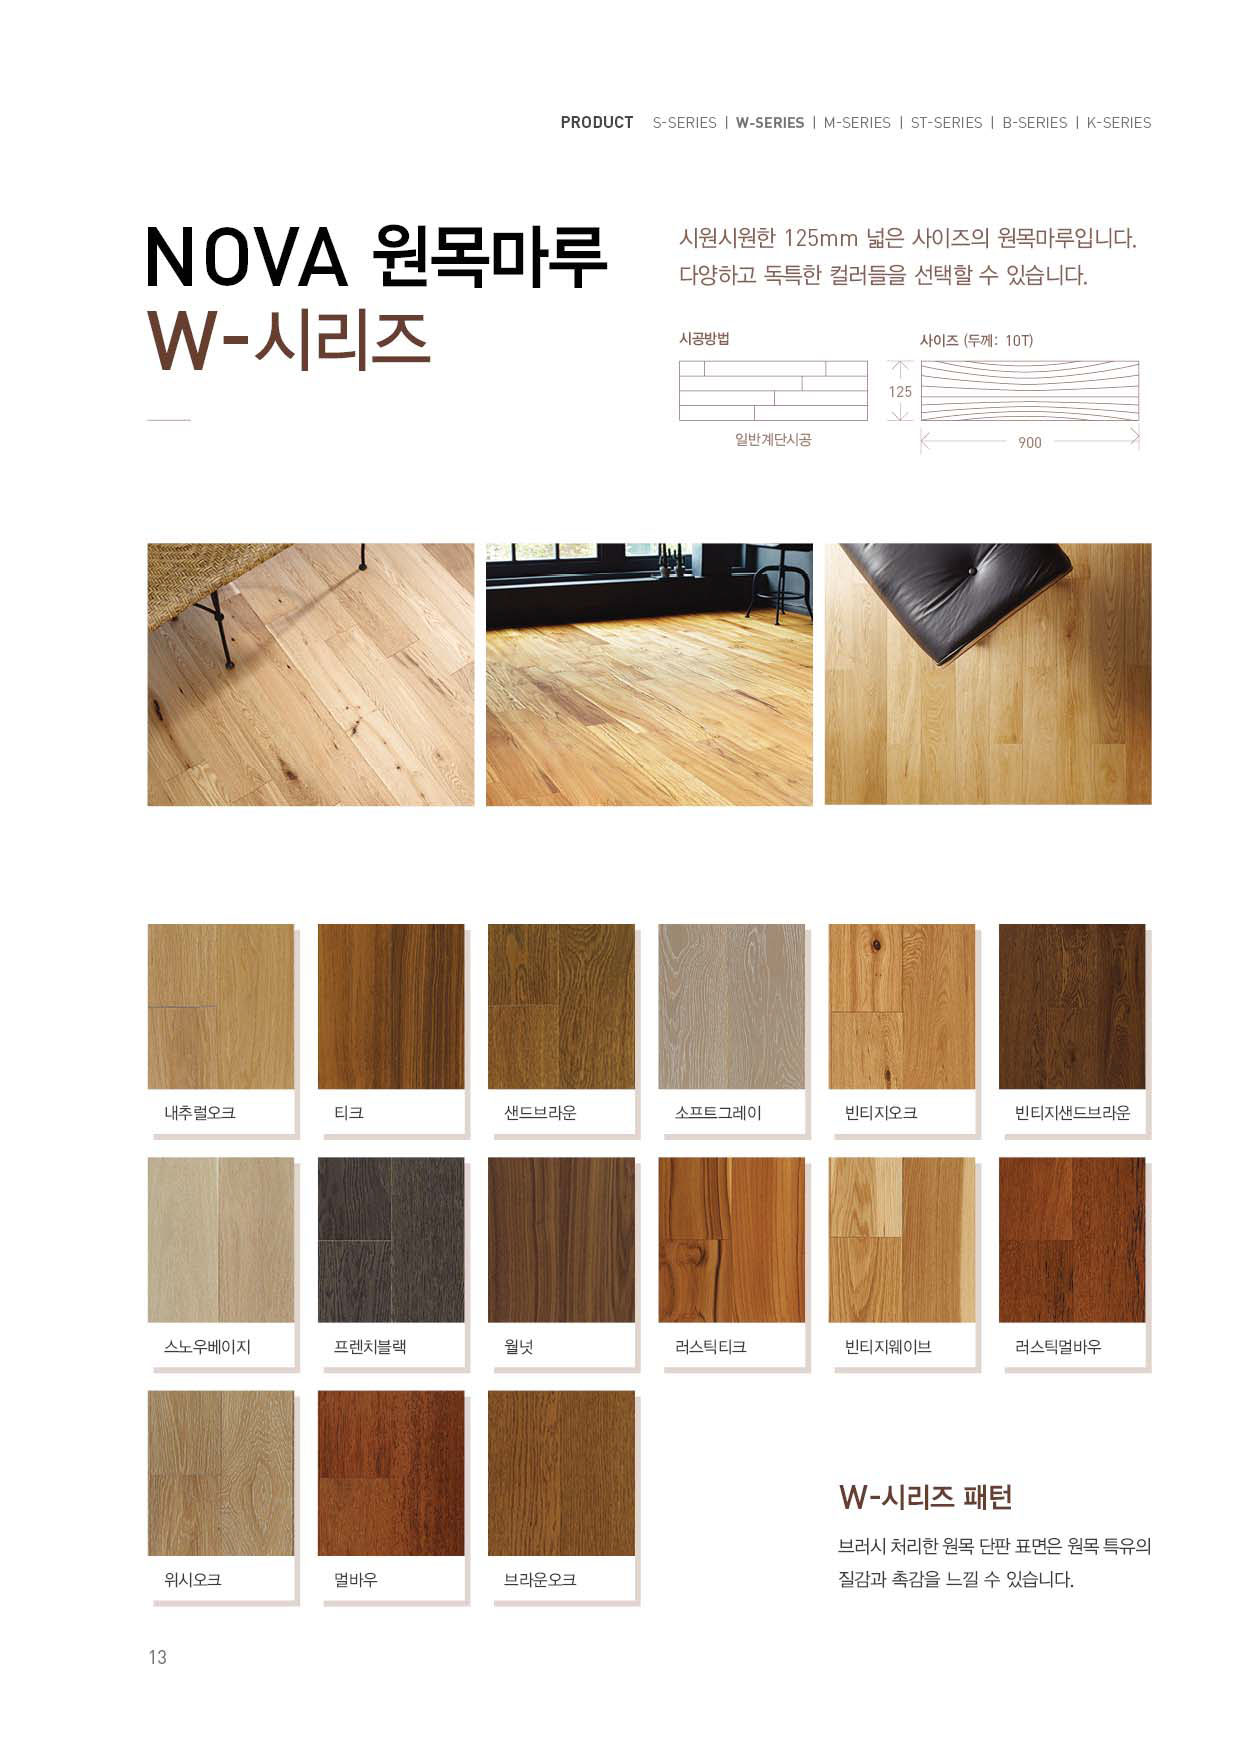 PRODUCT S-SERIES | W-SERIES | M-SERIES | ST-SERIES | B-SERIES | K-SERIES
NOVA 원목마루
W-시리즈
시원시원한 125mm 넓은 사이즈의 원목마루입니다.
다양하고 독특한 컬러들을 선택할 수 있습니다.
시공방법
일반계단시공
사이즈 (두께: 10T)
125
900
내추럴오크 티크 샌드브라운 소프트그레이 빈티지오크 빈티지샌드브라운
스노우베이지 프렌치블랙 월넛 러스틱티크 빈티지웨이브 러스틱멀바우
위시오크 멀바우 브라운오크
W-시리즈 패턴
브러시 처리한 원목 단판 표면은 원목 특유의
질감과 촉감을 느낄 수 있습니다.
13